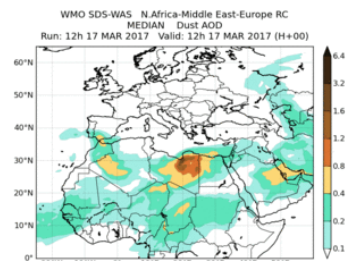 WMO SDS-WAS N.Africa-Middle East-Europe RC
MEDIAN Dust AOD
Run: 12h 17 MAR 2017 Valid: 12h 17 MAR 2017 (H+00)
60°N
50°N
40°N
30°N
20°N
10°N
0°
6.4
3.2
1.6
1.2
0.8
0.4
0.2
0.1